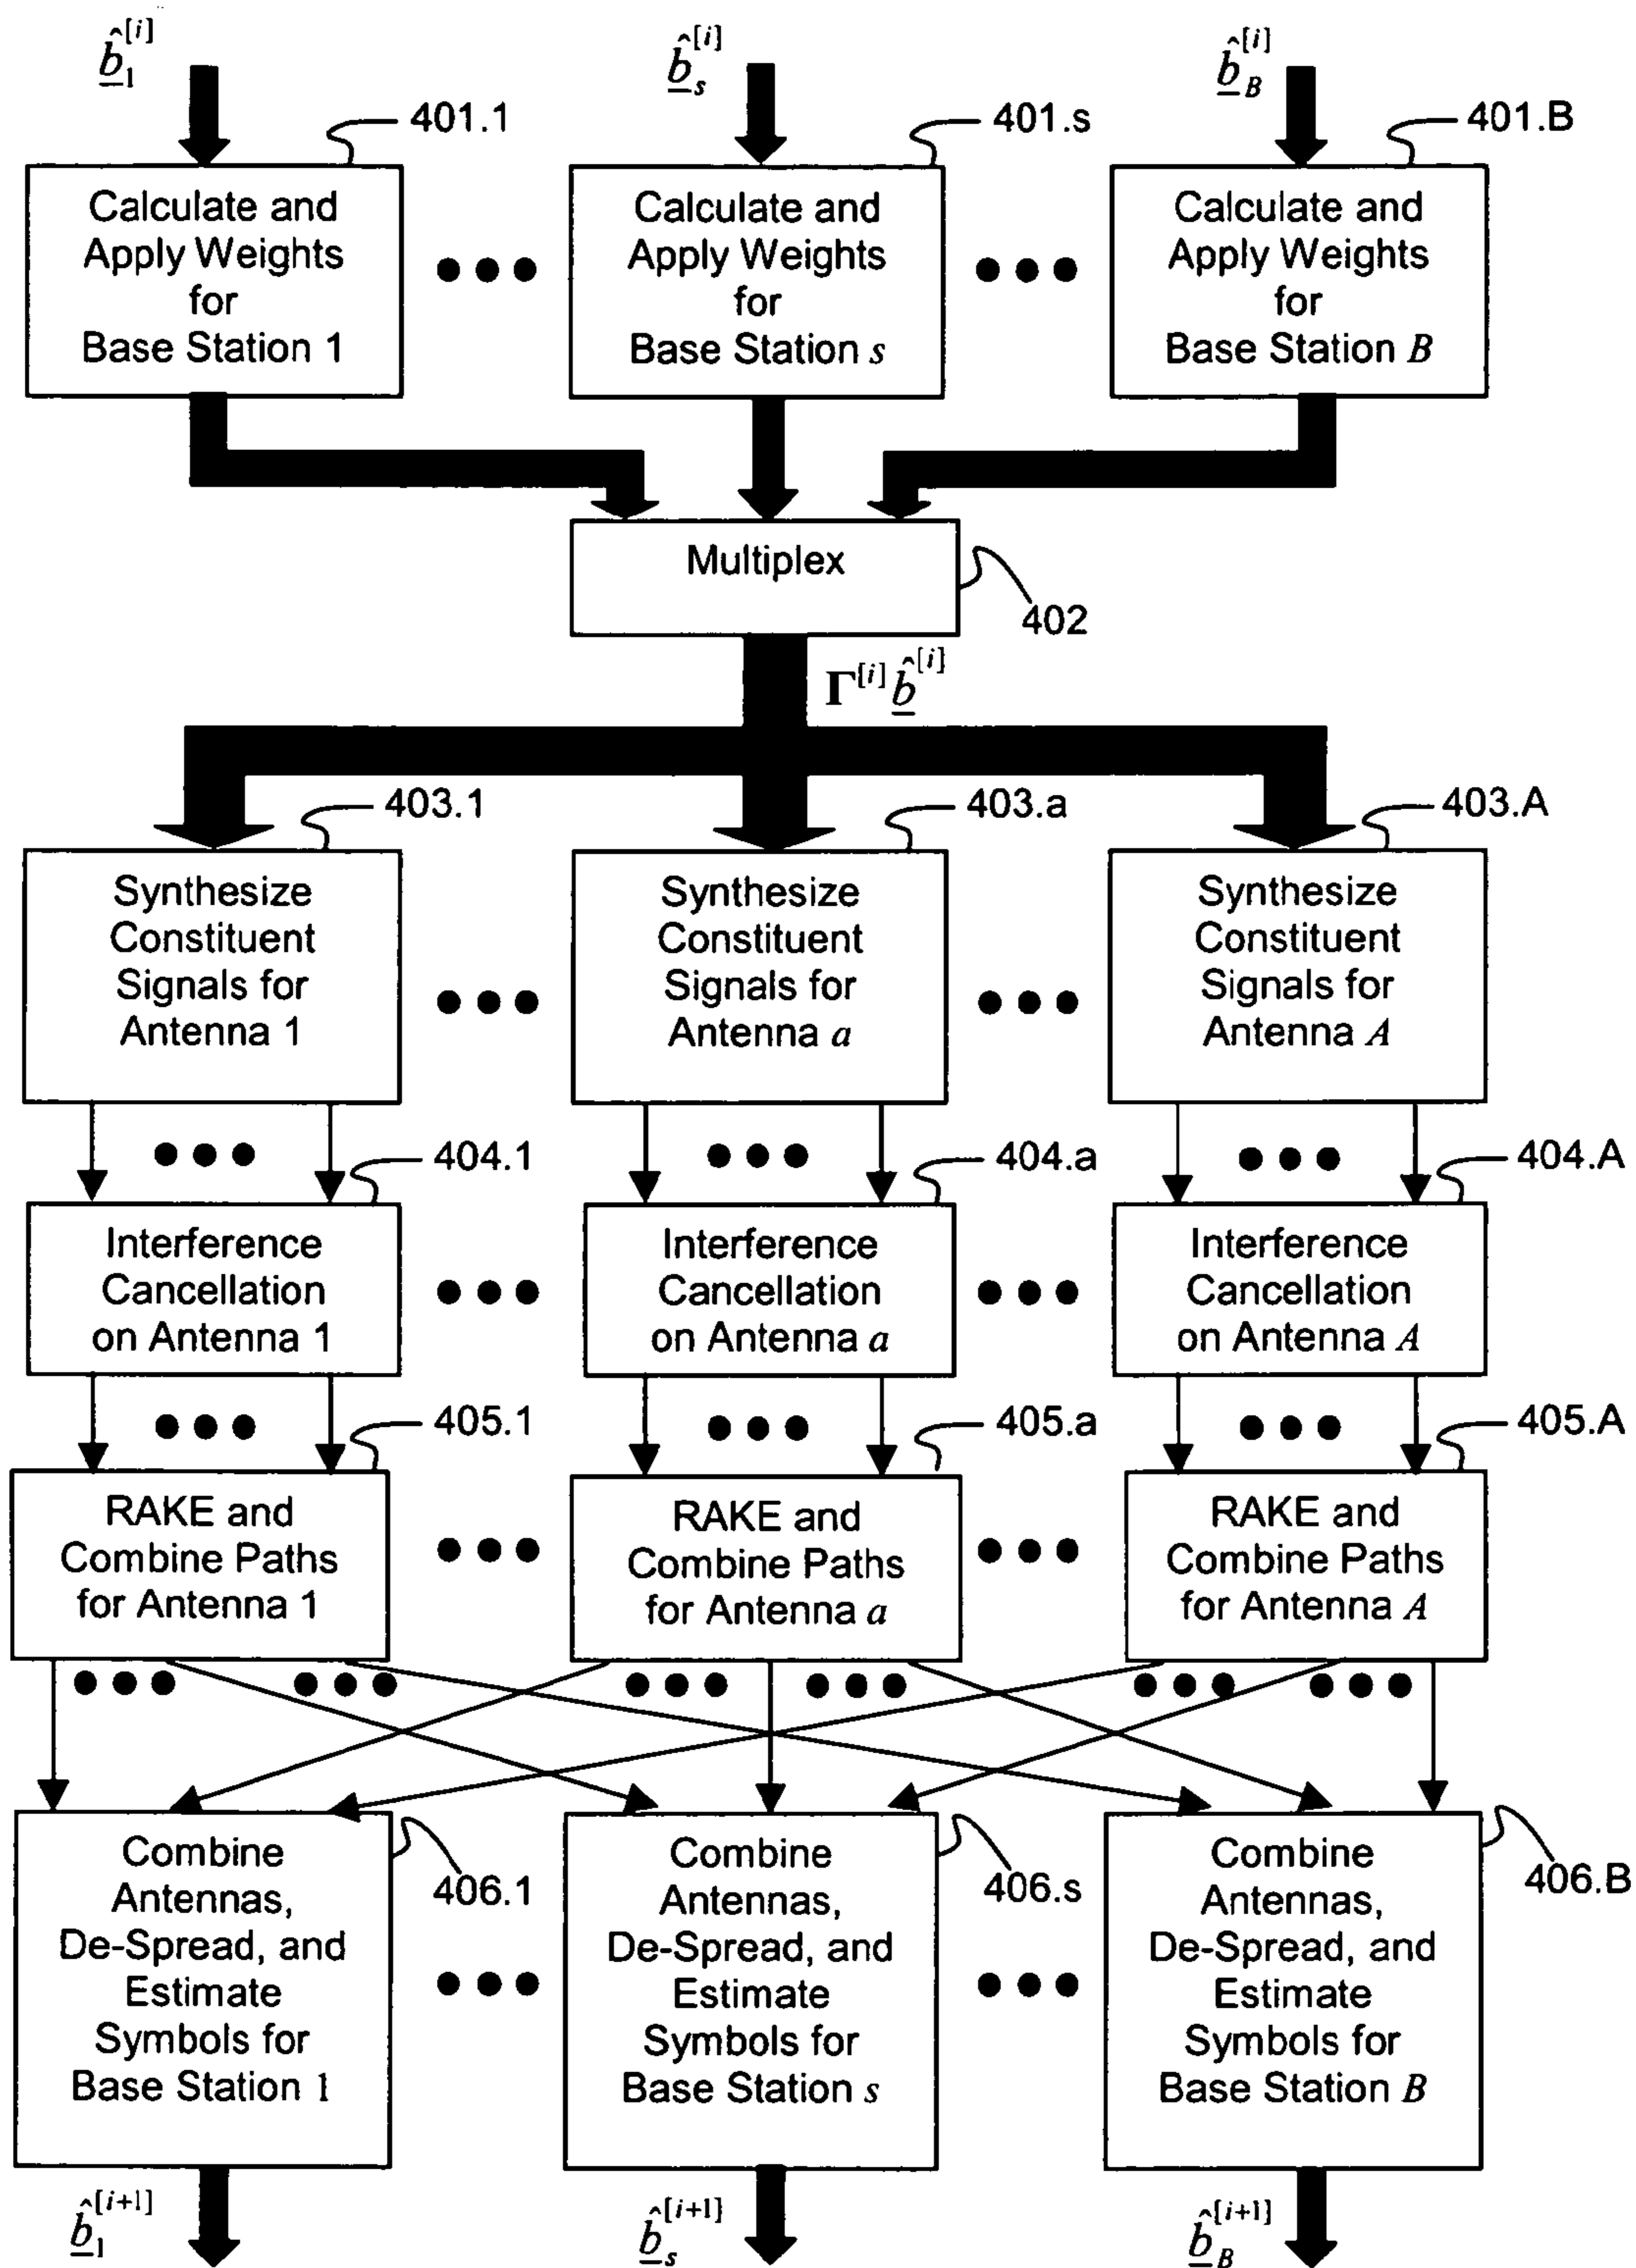 b̲̂₁^[i] b̲̂ₛ^[i] b̲̂_B^[i]
401.1 401.s 401.B
Calculate and
Apply Weights
for
Base Station 1
Calculate and
Apply Weights
for
Base Station s
Calculate and
Apply Weights
for
Base Station B
Multiplex
402
Γ^[i] b̲̂^[i]
403.1 403.a 403.A
Synthesize
Constituent
Signals for
Antenna 1
Synthesize
Constituent
Signals for
Antenna a
Synthesize
Constituent
Signals for
Antenna A
404.1 404.a 404.A
Interference
Cancellation
on Antenna 1
Interference
Cancellation
on Antenna a
Interference
Cancellation
on Antenna A
405.1 405.a 405.A
RAKE and
Combine Paths
for Antenna 1
RAKE and
Combine Paths
for Antenna a
RAKE and
Combine Paths
for Antenna A
Combine
Antennas,
De-Spread, and
Estimate
Symbols for
Base Station 1
406.1
Combine
Antennas,
De-Spread, and
Estimate
Symbols for
Base Station s
406.s
Combine
Antennas,
De-Spread, and
Estimate
Symbols for
Base Station B
406.B
b̲̂₁^[i+1] b̲̂ₛ^[i+1] b̲̂_B^[i+1]